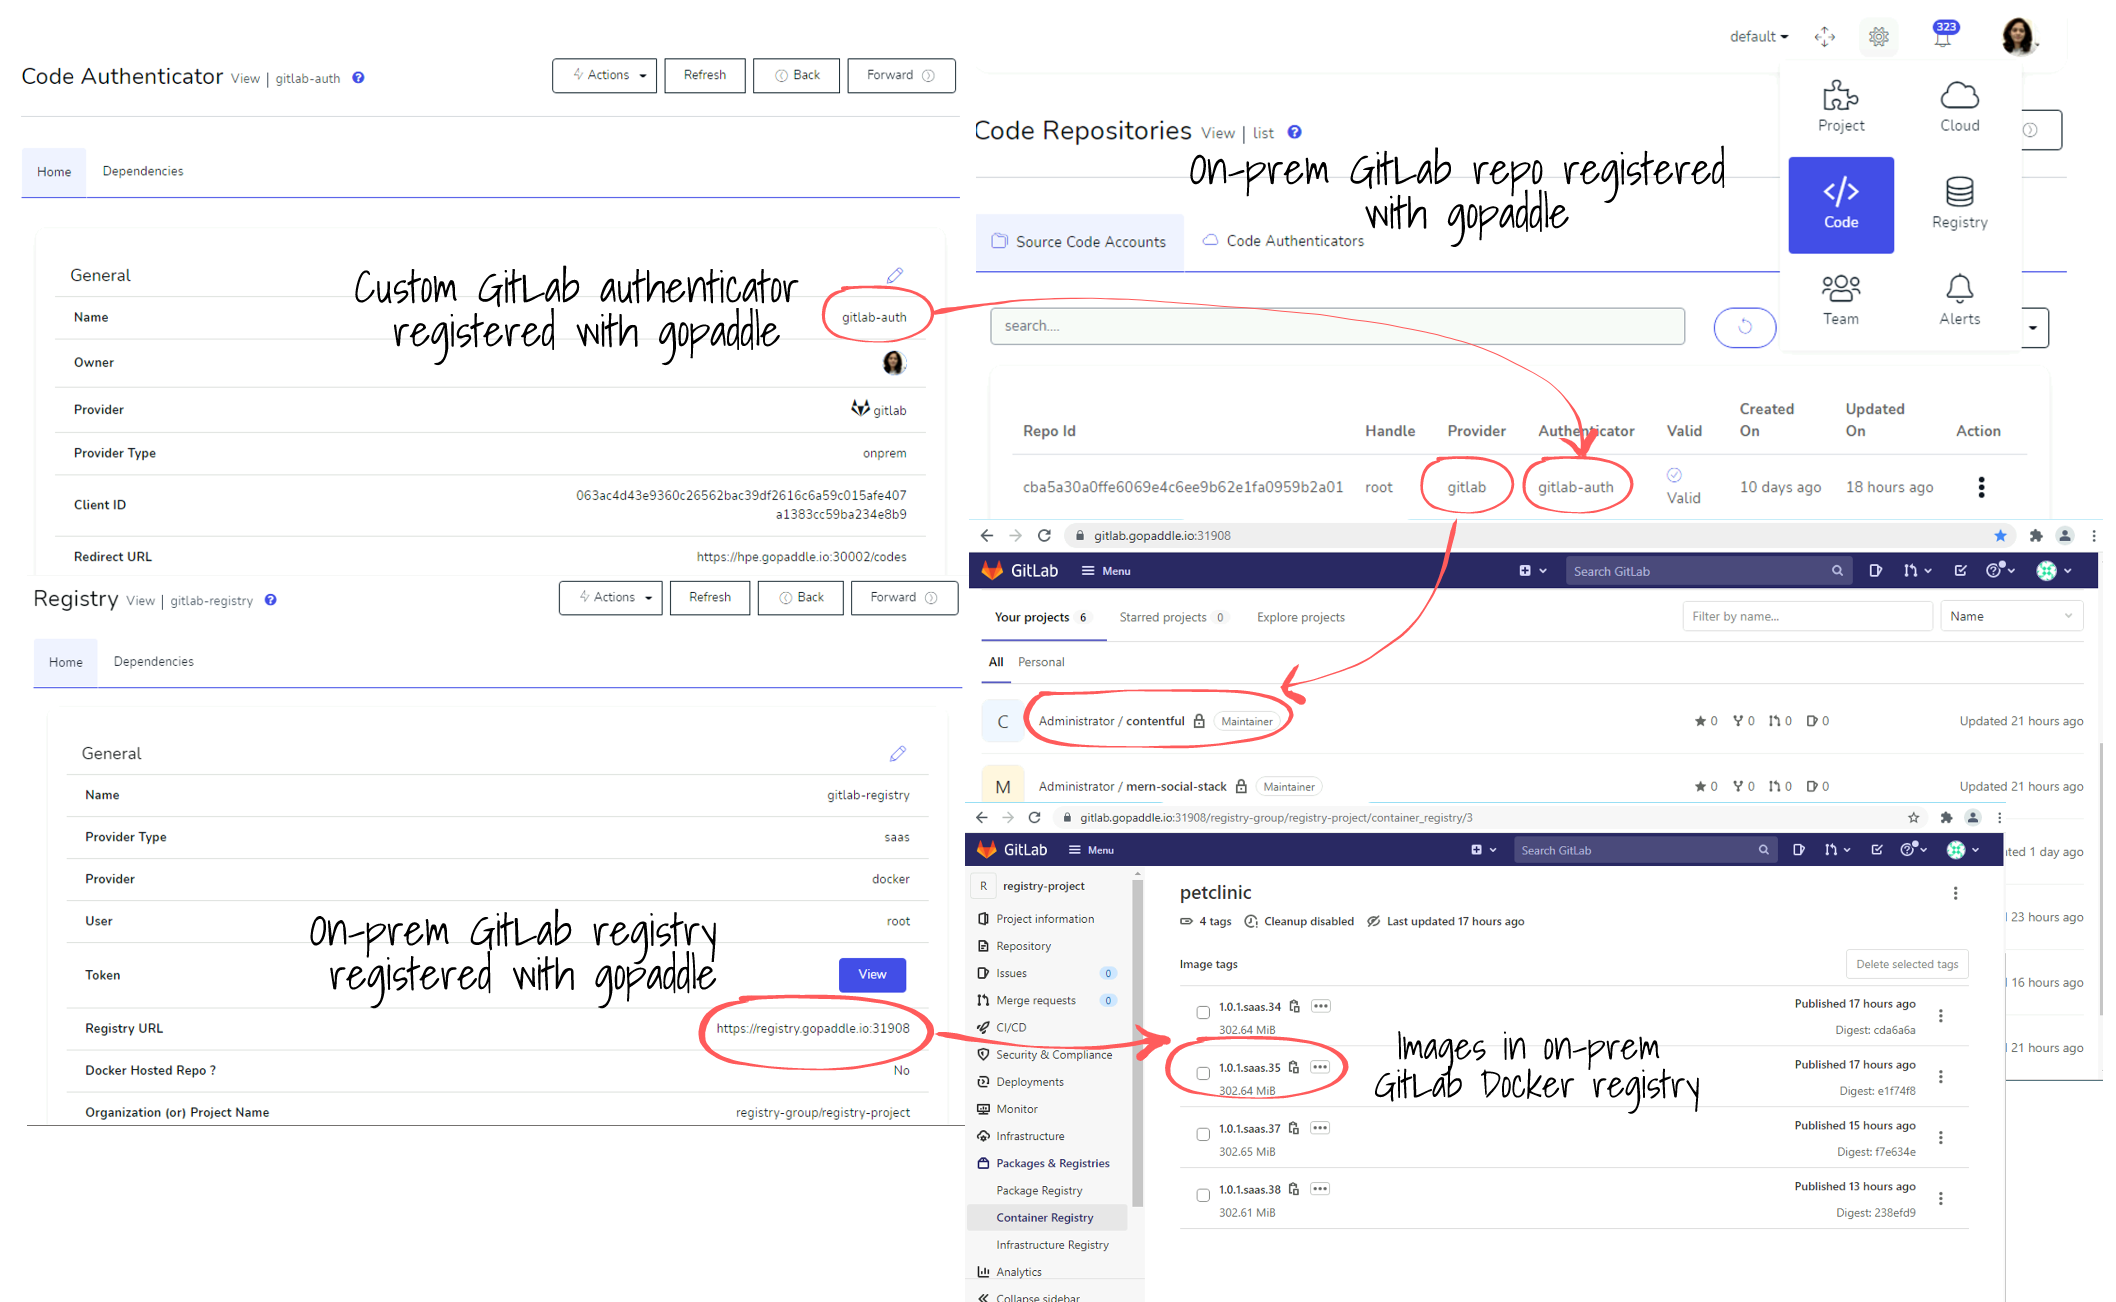 Code Authenticator View | gitlab-auth ?
Actions
Refresh
Back
Forward
Home
Dependencies
General
Custom GitLab authenticator
registered with gopaddle
Name gitlab-auth
Owner
Provider gitlab
Provider Type onprem
Client ID 063ac4d43e9360c26562bac39df2616c6a59c015afe407
a1383cc59ba234e8b9
Redirect URL https://hpe.gopaddle.io:30002/codes
default
323
Project
Cloud
Code
Registry
Team
Alerts
Code Repositories View | list ?
On-prem GitLab repo registered
with gopaddle
Source Code Accounts
Code Authenticators
search....
Repo Id Handle Provider Authenticator Valid Created On Updated On Action
cba5a30a0ffe6069e4c6ee9b62e1fa0959b2a01 root gitlab gitlab-auth Valid 10 days ago 18 hours ago
gitlab.gopaddle.io:31908
GitLab Menu
Search GitLab
Your projects 6 Starred projects 0 Explore projects
Filter by name...
Name
All Personal
C Administrator / contentful Maintainer 0 0 0 0 Updated 21 hours ago
M Administrator / mern-social-stack Maintainer 0 0 0 0 Updated 21 hours ago
ted 1 day ago
23 hours ago
16 hours ago
21 hours ago
Registry View | gitlab-registry ?
Actions
Refresh
Back
Forward
Home
Dependencies
General
Name gitlab-registry
Provider Type saas
Provider docker
User root
On-prem GitLab registry
registered with gopaddle
Token View
Registry URL https://registry.gopaddle.io:31908
Docker Hosted Repo ? No
Organization (or) Project Name registry-group/registry-project
gitlab.gopaddle.io:31908/registry-group/registry-project/container_registry/3
GitLab Menu
Search GitLab
R registry-project
Project information
Repository
Issues 0
Merge requests 0
CI/CD
Security & Compliance
Deployments
Monitor
Infrastructure
Packages & Registries
Package Registry
Container Registry
Infrastructure Registry
Analytics
Collapse sidebar
petclinic
4 tags Cleanup disabled Last updated 17 hours ago
Image tags
Delete selected tags
1.0.1.saas.34 Published 17 hours ago
302.64 MiB Digest: cda6a6a
1.0.1.saas.35 Published 17 hours ago
302.64 MiB Digest: e1f74f8
Images in on-prem
GitLab Docker registry
1.0.1.saas.37 Published 15 hours ago
302.65 MiB Digest: f7e634e
1.0.1.saas.38 Published 13 hours ago
302.61 MiB Digest: 238efd9